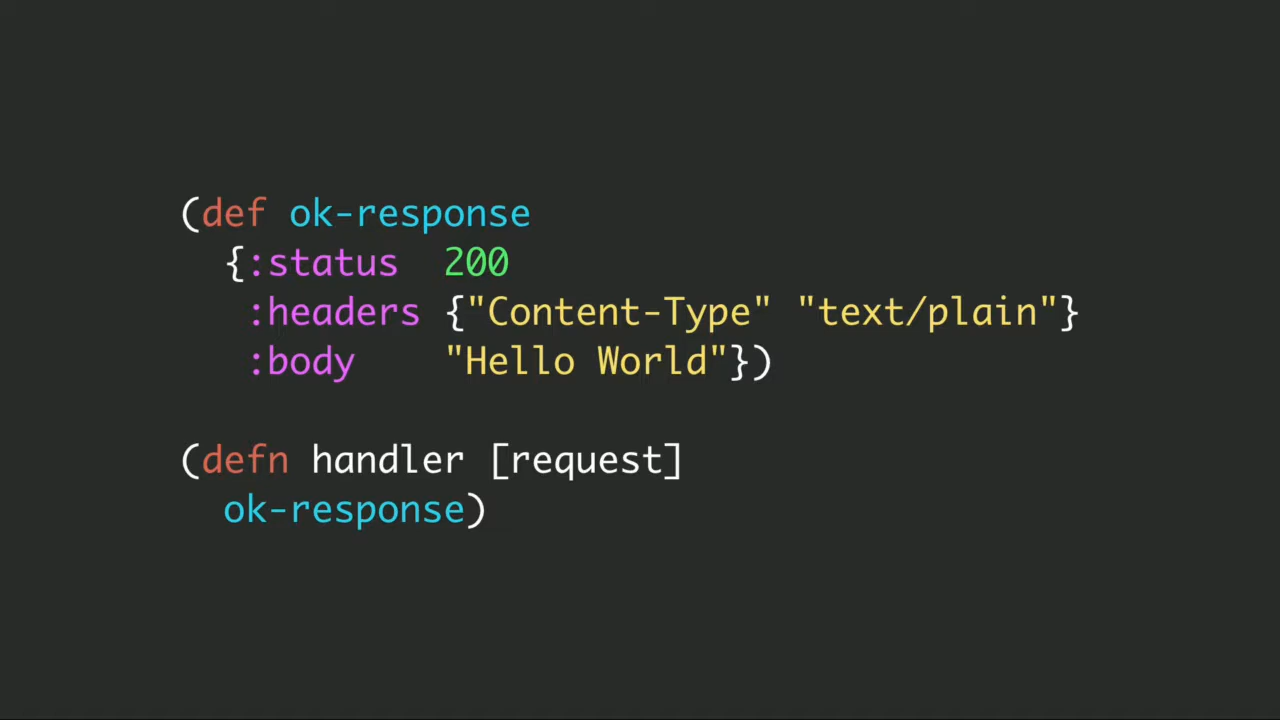 (def ok-response
  {:status  200
   :headers {"Content-Type" "text/plain"}
   :body    "Hello World"})
(defn handler [request]
  ok-response)